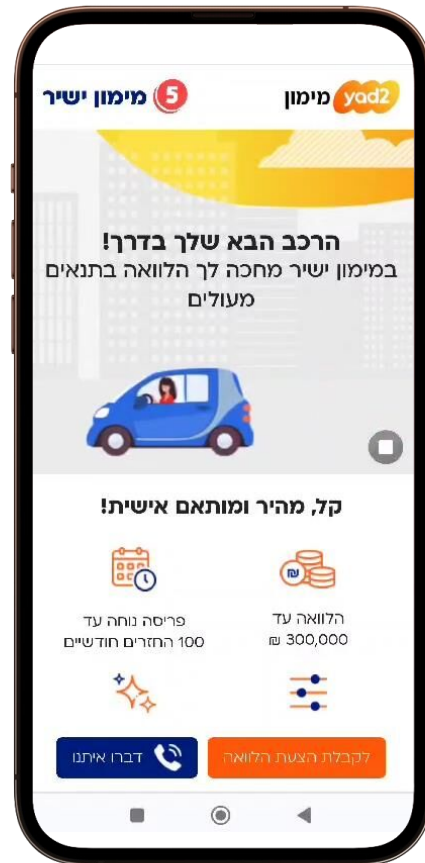 yad2 מימון
5 מימון ישיר
הרכב הבא שלך בדרך!
במימון ישיר מחכה לך הלוואה בתנאים
מעולים
קל, מהיר ומותאם אישית!
הלוואה עד
300,000 ₪
פריסה נוחה עד
100 החזרים חודשיים
לקבלת הצעת הלוואה
דברו איתנו